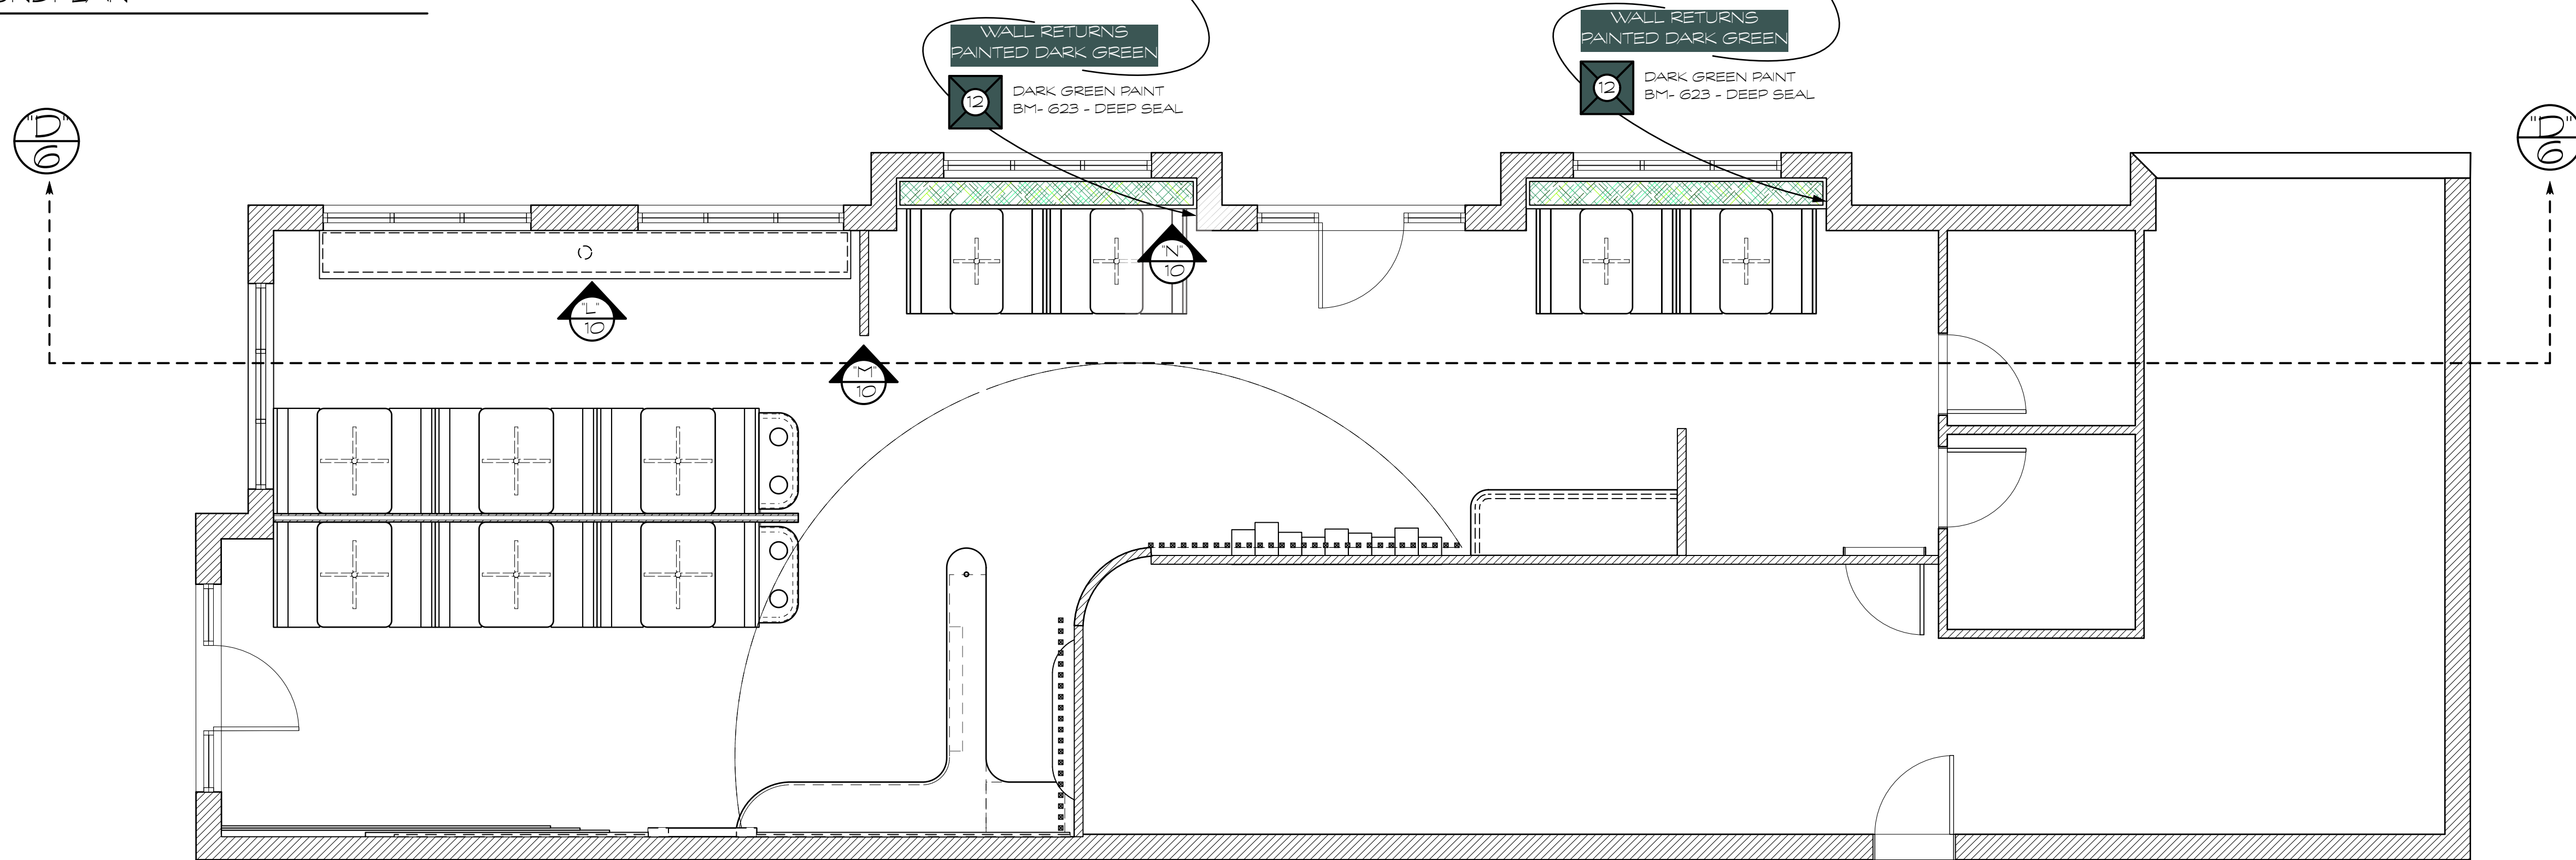 WALL RETURNS
PAINTED DARK GREEN
12
DARK GREEN PAINT
BM- 623 - DEEP SEAL
WALL RETURNS
PAINTED DARK GREEN
12
DARK GREEN PAINT
BM- 623 - DEEP SEAL
"D"
6
"D"
6
"N"
10
"L"
10
"M"
10